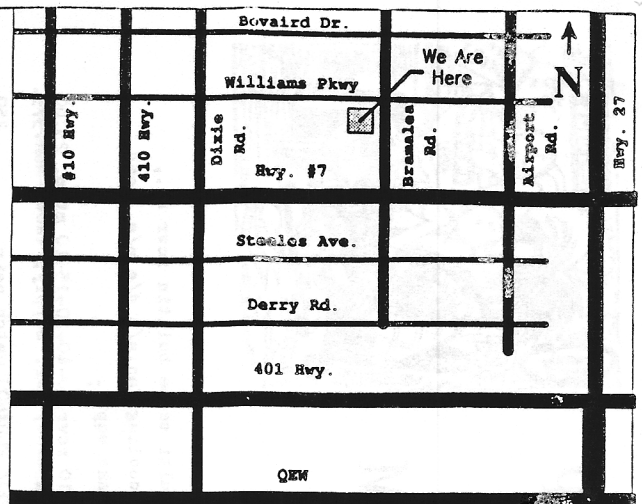 Bovaird Dr.
We Are
Here
N
Williams Pkwy
#10 Hwy.
410 Hwy.
Dixie
Rd.
Bramalea
Rd.
Airport
Rd.
Hwy. 27
Hwy. #7
Steeles Ave.
Derry Rd.
401 Hwy.
QEW